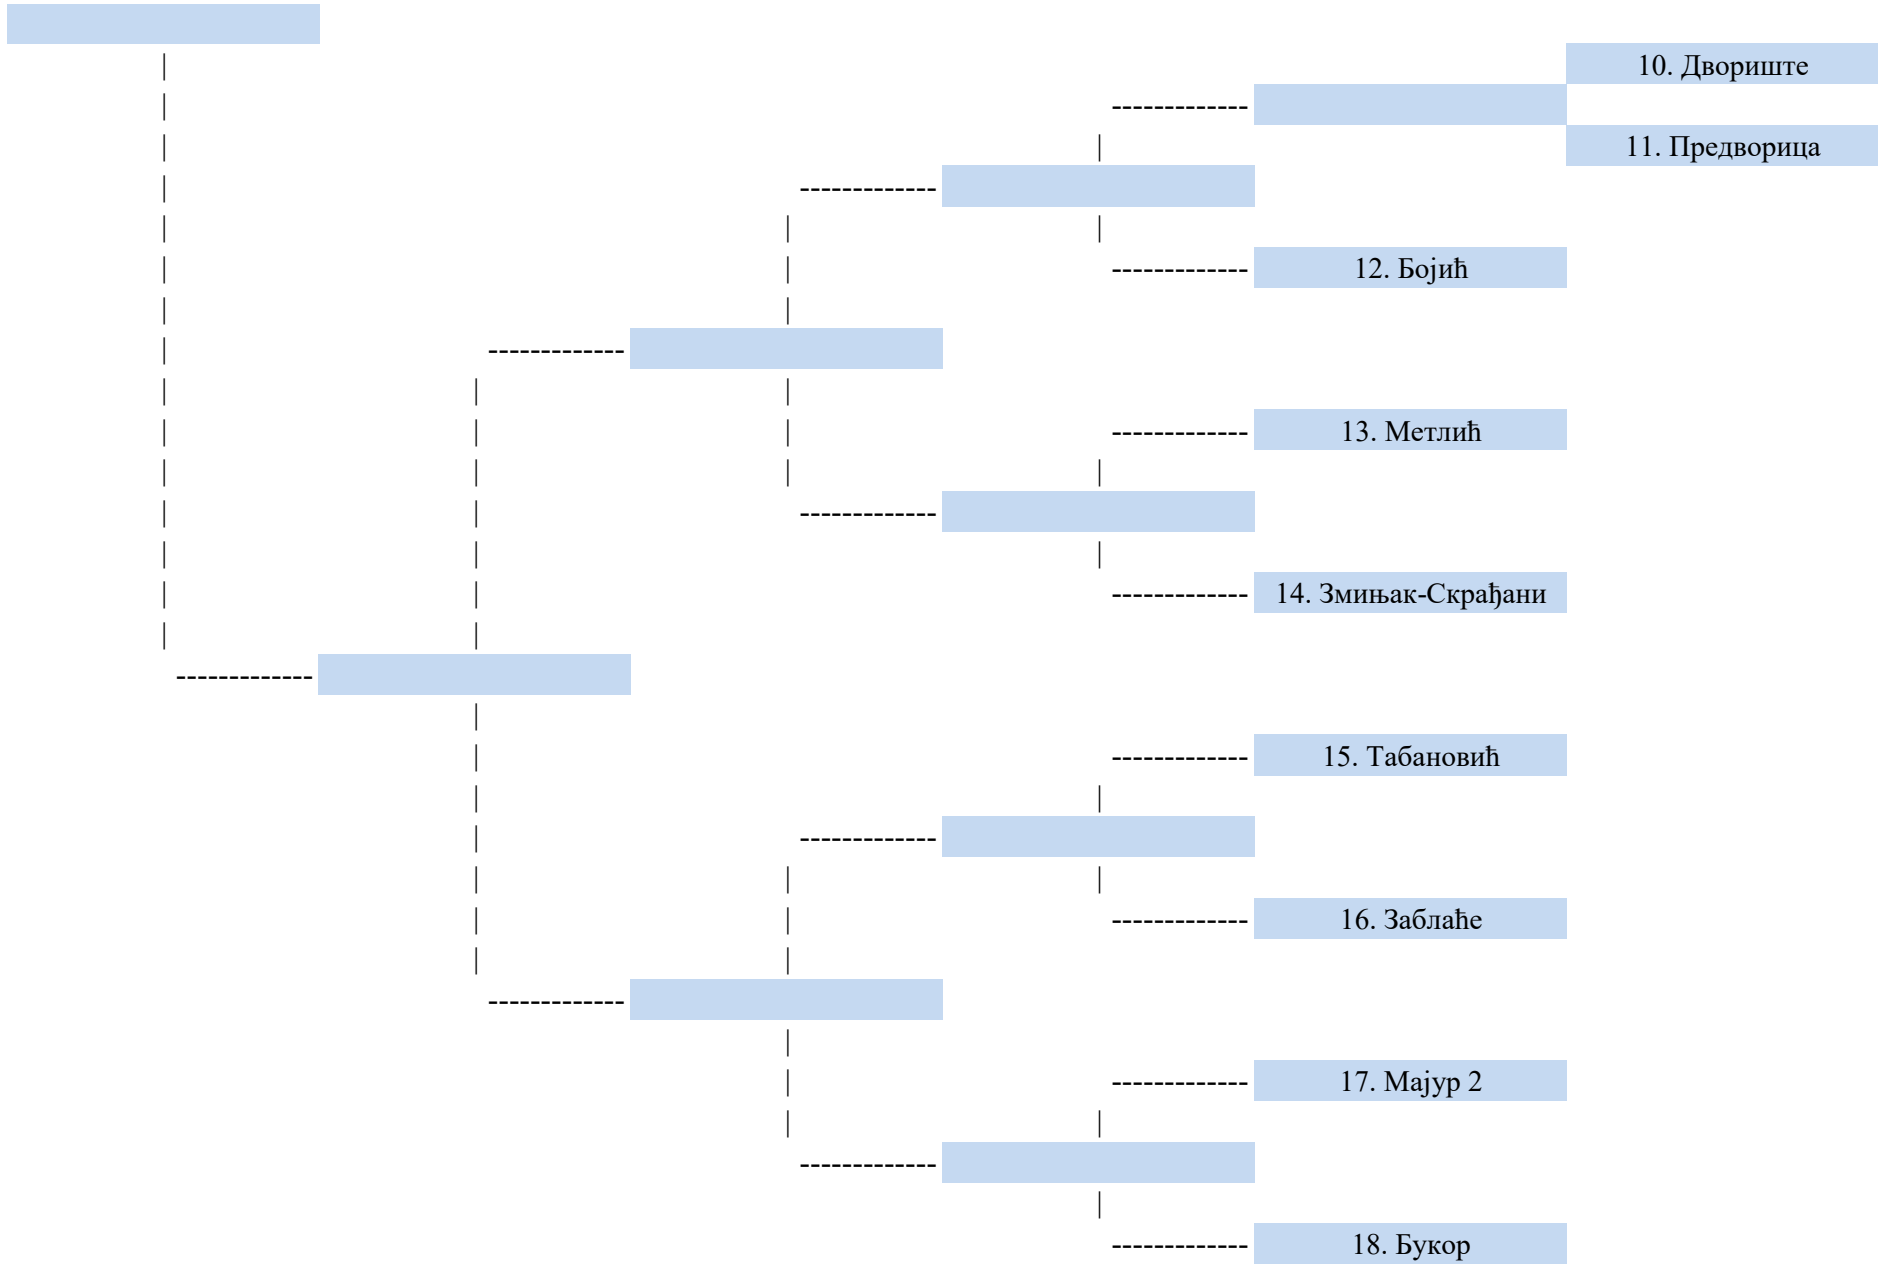 10. Двориште
11. Предворица
12. Бојић
13. Метлић
14. Змињак-Скрађани
15. Табановић
16. Заблаће
17. Мајур 2
18. Букор